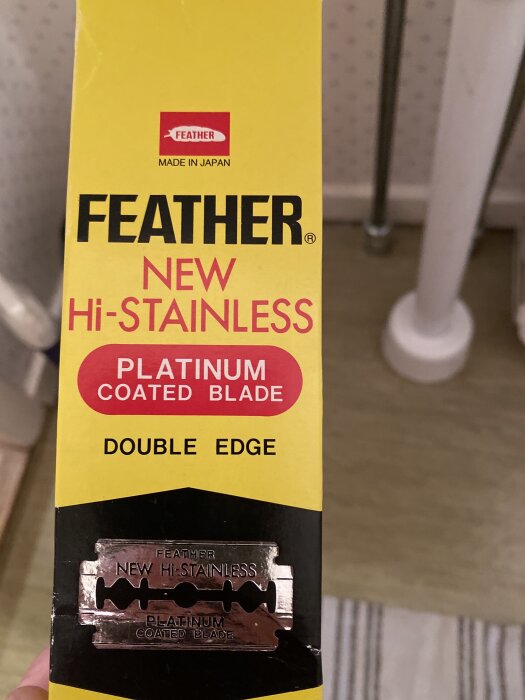 FEATHER
MADE IN JAPAN
FEATHER®
NEW
Hi-STAINLESS
PLATINUM
COATED BLADE
DOUBLE EDGE
FEATHER
NEW Hi-STAINLESS
PLATINUM
COATED BLADE